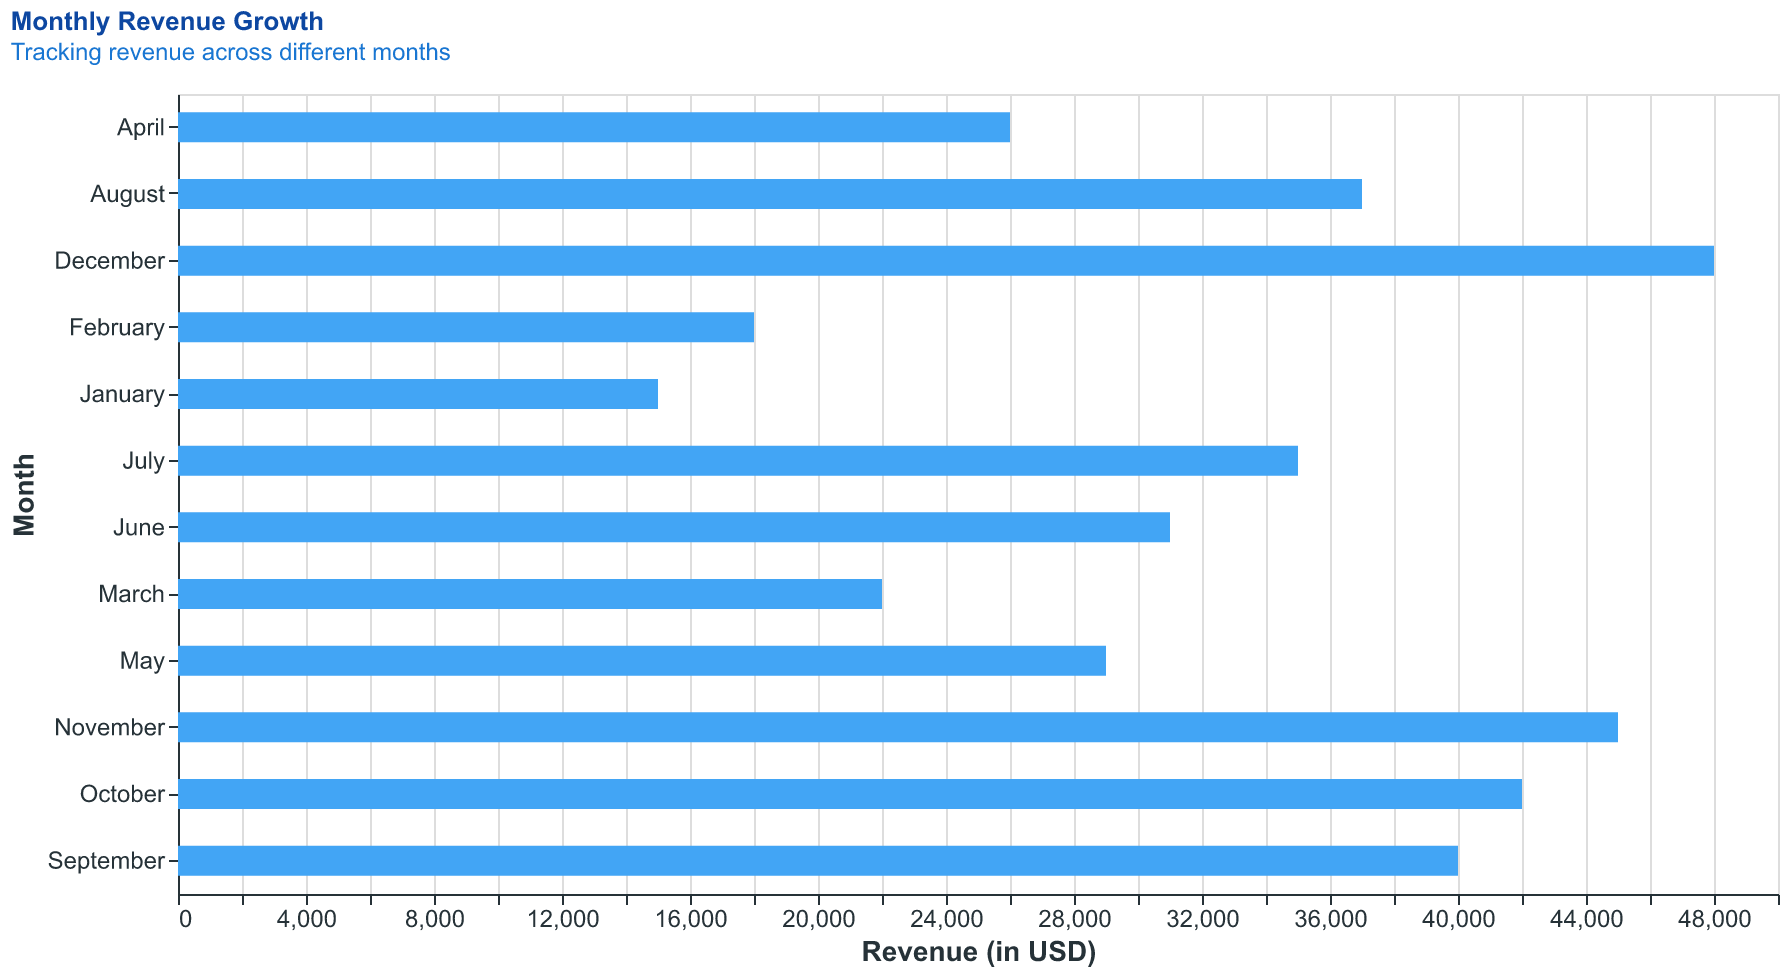 Monthly Revenue Growth
Tracking revenue across different months
April
August
December
February
January
July
June
March
May
November
October
September
Month
0 4,000 8,000 12,000 16,000 20,000 24,000 28,000 32,000 36,000 40,000 44,000 48,000
Revenue (in USD)